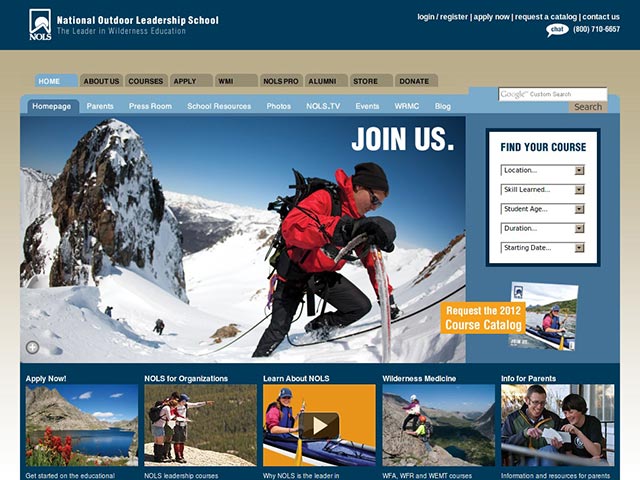 National Outdoor Leadership School
The Leader in Wilderness Education
NOLS
login / register | apply now | request a catalog | contact us
chat (800) 710-6657
HOME ABOUT US COURSES APPLY WMI NOLS PRO ALUMNI STORE DONATE
Google Custom Search
Search
Homepage Parents Press Room School Resources Photos NOLS.TV Events WRMC Blog
JOIN US.
FIND YOUR COURSE
Location...
Skill Learned...
Student Age...
Duration...
Starting Date...
Request the 2012
Course Catalog
JOIN US
Apply Now! NOLS for Organizations Learn About NOLS Wilderness Medicine Info for Parents
Get started on the educational NOLS leadership courses Why NOLS is the leader in WFA, WFR and WEMT courses Information and resources for parents